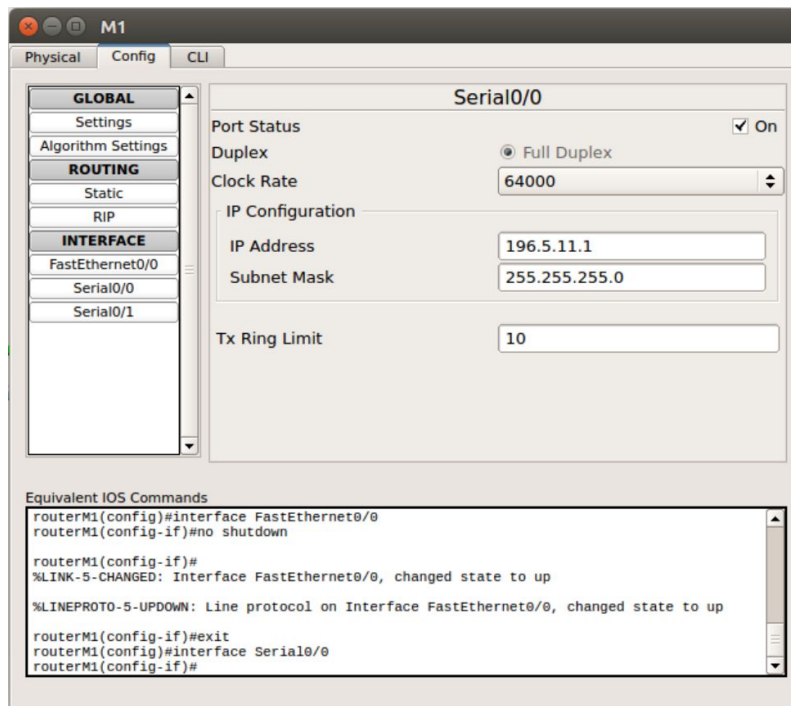 M1
Physical
Config
CLI
GLOBAL
Settings
Algorithm Settings
ROUTING
Static
RIP
INTERFACE
FastEthernet0/0
Serial0/0
Serial0/1
Serial0/0
Port Status
On
Duplex
Full Duplex
Clock Rate
64000
IP Configuration
IP Address
196.5.11.1
Subnet Mask
255.255.255.0
Tx Ring Limit
10
Equivalent IOS Commands
routerM1(config)#interface FastEthernet0/0
routerM1(config-if)#no shutdown
routerM1(config-if)#
%LINK-5-CHANGED: Interface FastEthernet0/0, changed state to up
%LINEPROTO-5-UPDOWN: Line protocol on Interface FastEthernet0/0, changed state to up
routerM1(config-if)#exit
routerM1(config)#interface Serial0/0
routerM1(config-if)#